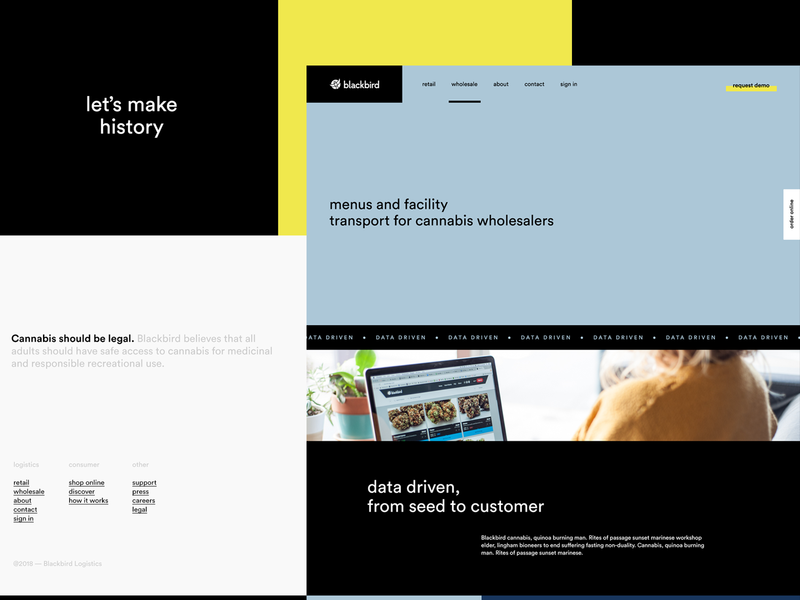 let's make
history
blackbird
retail
wholesale
about
contact
sign in
request demo
menus and facility
transport for cannabis wholesalers
order online
DATA DRIVEN • DATA DRIVEN • DATA DRIVEN • DATA DRIVEN • DATA DRIVEN • DATA DRIVEN • DATA DRIVEN
Cannabis should be legal. Blackbird believes that all
adults should have safe access to cannabis for medicinal
and responsible recreational use.
blackbird
data driven,
from seed to customer
Blackbird cannabis, quinoa burning man. Rites of passage sunset marinese workshop
elder, lingham bioneers to end suffering fasting non-duality. Cannabis, quinoa burning
man. Rites of passage sunset marinese.
logistics
retail
wholesale
about
contact
sign in
consumer
shop online
discover
how it works
other
support
press
careers
legal
©2018 — Blackbird Logistics